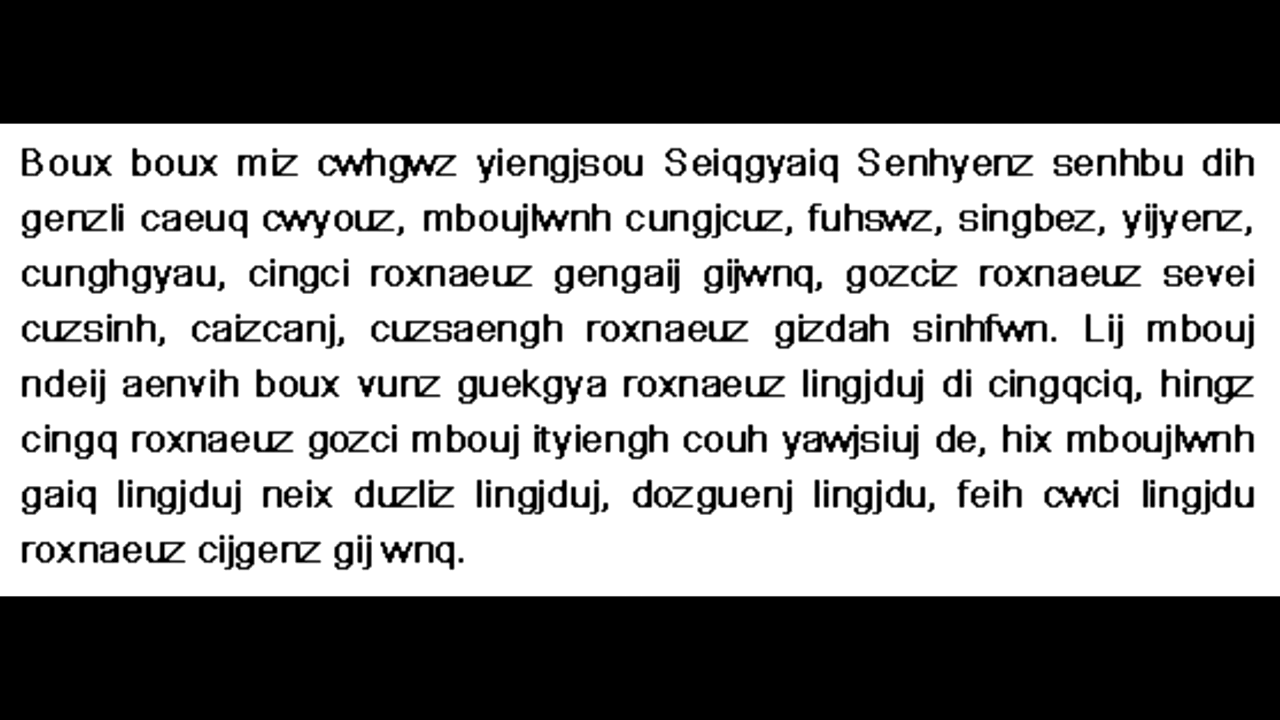 Boux boux miz cwhgwz yiengjsou Seiqgyaiq Senhyenz senhbu dih
genzli caeuq cwyouz, mboujlwnh cungjcuz, fuhswz, singbez, yijyenz,
cunghgyau, cingci roxnaeuz gengaij gijwnq, gozciz roxnaeuz sevei
cuzsinh, caizcanj, cuzsaengh roxnaeuz gizdah sinhfwn. Lij mbouj
ndeij aenvih boux vunz guekgya roxnaeuz lingjduj di cingqciq, hingz
cingq roxnaeuz gozci mbouj ityiengh couh yawjsiuj de, hix mboujlwnh
gaiq lingjduj neix duzliz lingjduj, dozguenj lingjdu, feih cwci lingjdu
roxnaeuz cijgenz gij wnq.